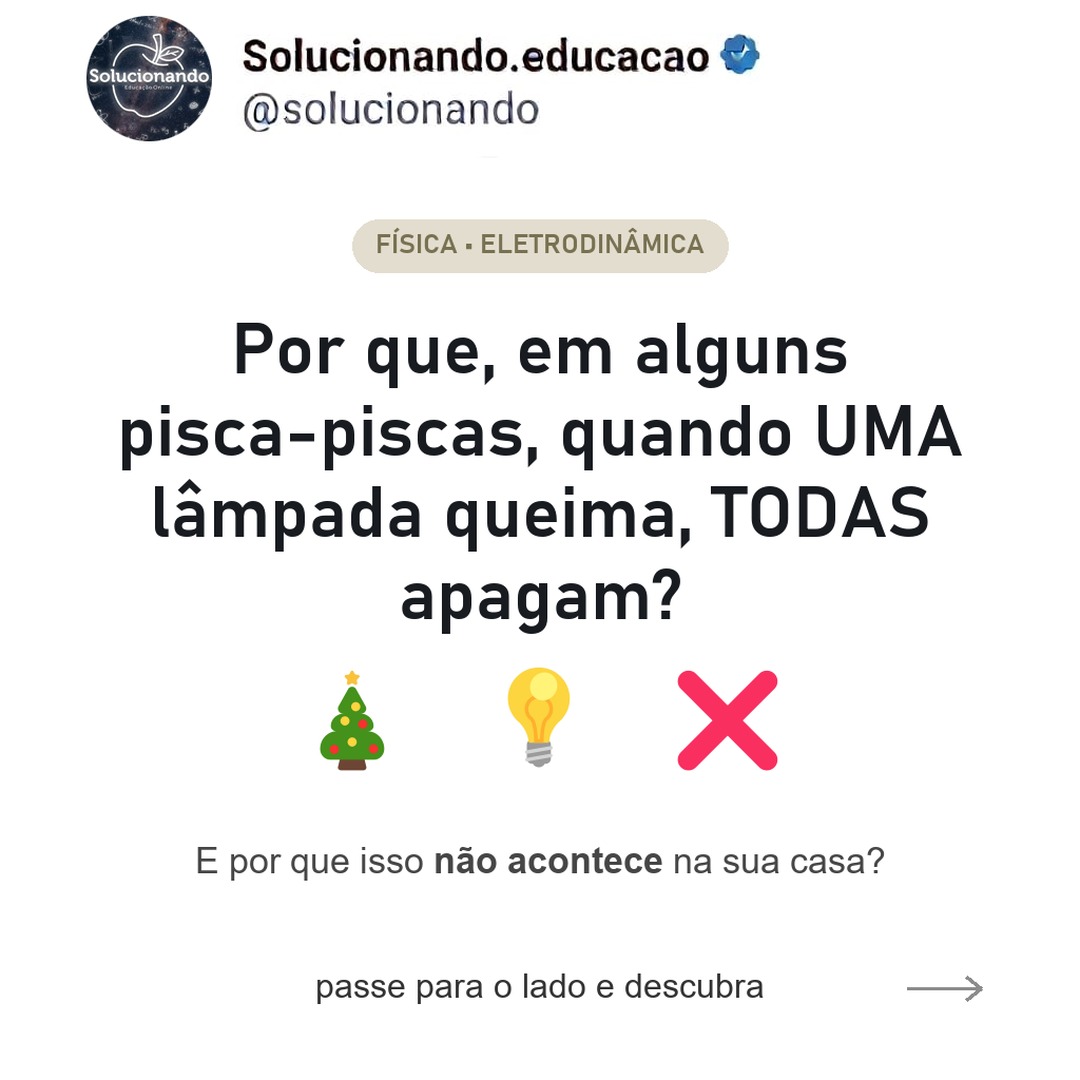 Solucionando
Educação Online
Solucionando.educacao
@solucionando
FÍSICA · ELETRODINÂMICA
Por que, em alguns
pisca-piscas, quando UMA
lâmpada queima, TODAS
apagam?
E por que isso não acontece na sua casa?
passe para o lado e descubra